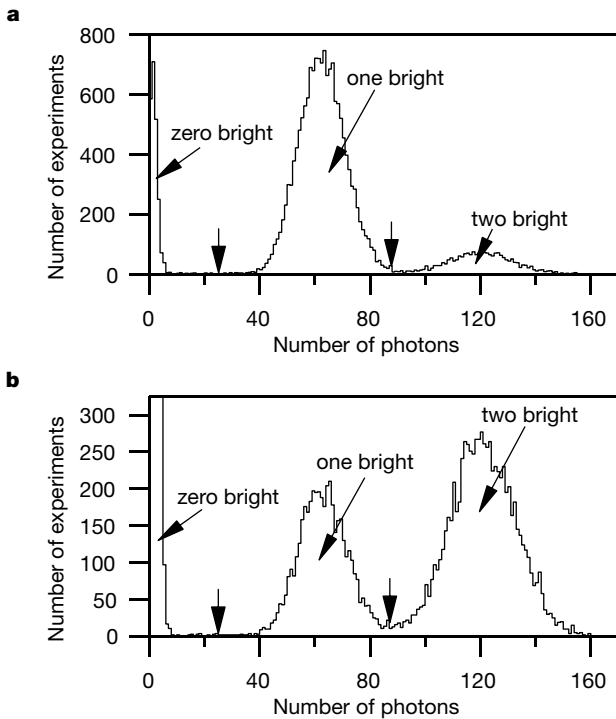 a
800
600
400
200
0
Number of experiments
zero bright
one bright
two bright
0 40 80 120 160
Number of photons
b
300
250
200
150
100
50
0
Number of experiments
zero bright
one bright
two bright
0 40 80 120 160
Number of photons